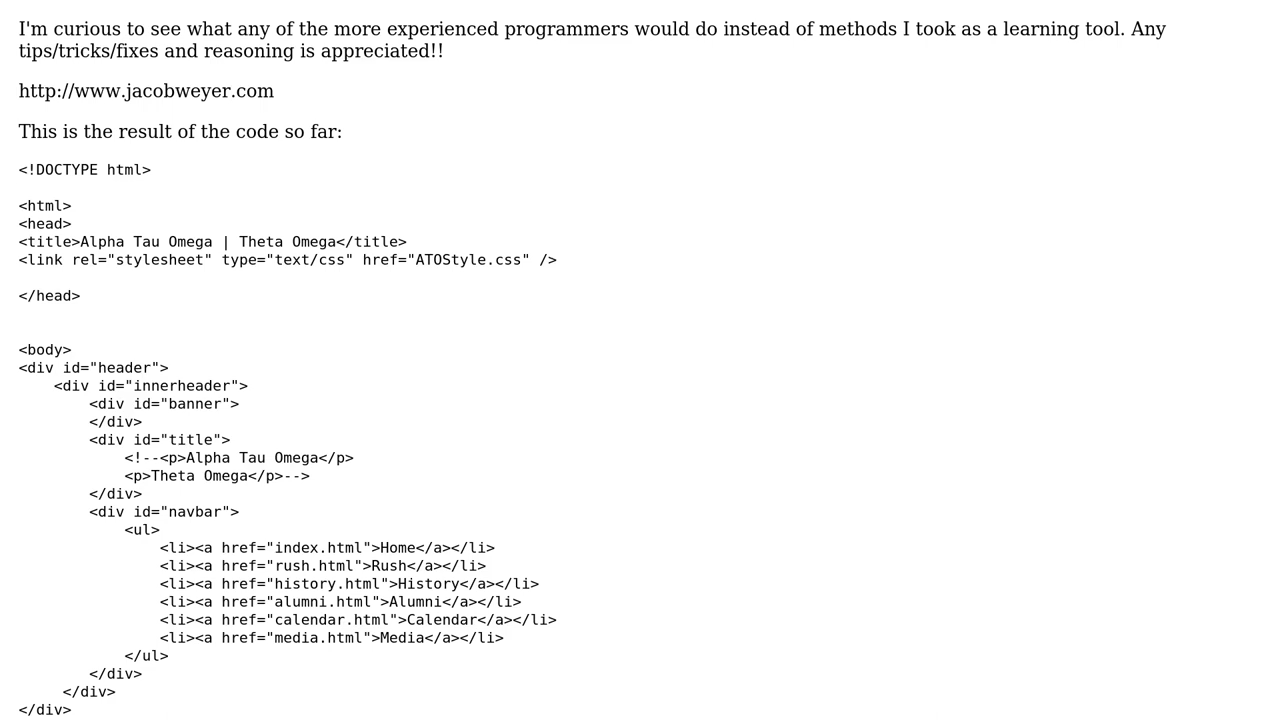 I'm curious to see what any of the more experienced programmers would do instead of methods I took as a learning tool. Any
tips/tricks/fixes and reasoning is appreciated!!
http://www.jacobweyer.com
This is the result of the code so far:
<!DOCTYPE html>
<html>
<head>
<title>Alpha Tau Omega | Theta Omega</title>
<link rel="stylesheet" type="text/css" href="ATOStyle.css" />
</head>
<body>
<div id="header">
    <div id="innerheader">
        <div id="banner">
        </div>
        <div id="title">
            <!--<p>Alpha Tau Omega</p>
            <p>Theta Omega</p>-->
        </div>
        <div id="navbar">
            <ul>
                <li><a href="index.html">Home</a></li>
                <li><a href="rush.html">Rush</a></li>
                <li><a href="history.html">History</a></li>
                <li><a href="alumni.html">Alumni</a></li>
                <li><a href="calendar.html">Calendar</a></li>
                <li><a href="media.html">Media</a></li>
            </ul>
        </div>
     </div>
</div>